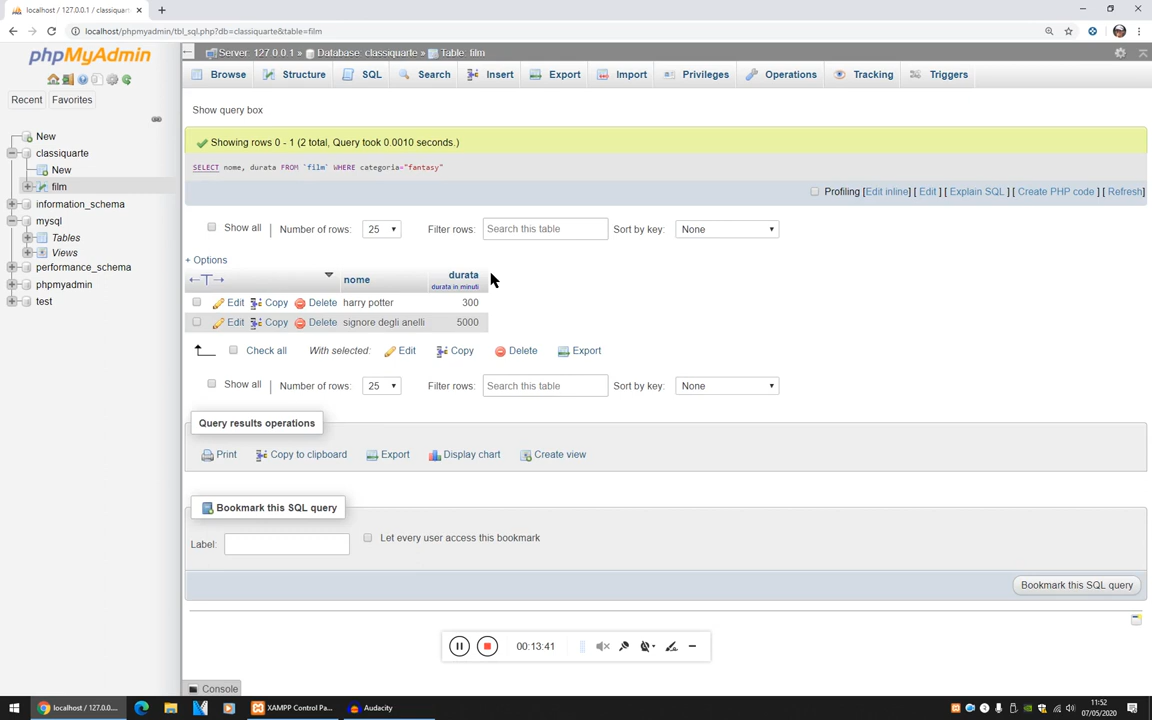 localhost / 127.0.0.1 / classiquart
localhost/phpmyadmin/tbl_sql.php?db=classiquarte&table=film
phpMyAdmin
Recent Favorites
New
classiquarte
New
film
information_schema
mysql
Tables
Views
performance_schema
phpmyadmin
test
Server: 127.0.0.1 » Database: classiquarte » Table: film
Browse Structure SQL Search Insert Export Import Privileges Operations Tracking Triggers
Show query box
Showing rows 0 - 1 (2 total, Query took 0.0010 seconds.)
SELECT nome, durata FROM `film` WHERE categoria="fantasy"
Profiling [Edit inline] [ Edit ] [ Explain SQL ] [ Create PHP code ] [ Refresh]
Show all | Number of rows: 25 Filter rows: Search this table Sort by key: None
+ Options
←T→ nome durata
durata in minuti
Edit Copy Delete harry potter 300
Edit Copy Delete signore degli anelli 5000
Check all With selected: Edit Copy Delete Export
Show all | Number of rows: 25 Filter rows: Search this table Sort by key: None
Query results operations
Print Copy to clipboard Export Display chart Create view
Bookmark this SQL query
Label: Let every user access this bookmark
Bookmark this SQL query
00:13:41
Console
localhost / 127.0.0... XAMPP Control Pa... Audacity
11:52
07/05/2020